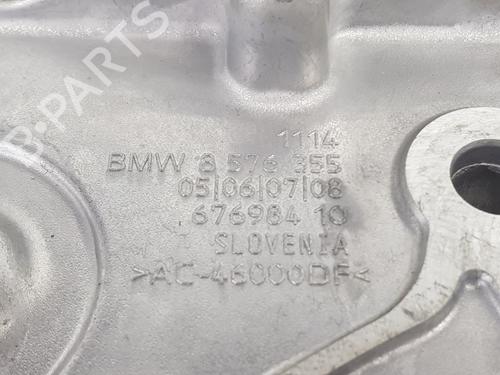 1114
BMW 8 576 355
05|06|07|08
676984 10
SLOVENIA
>AC-46000DF<
B-PARTS